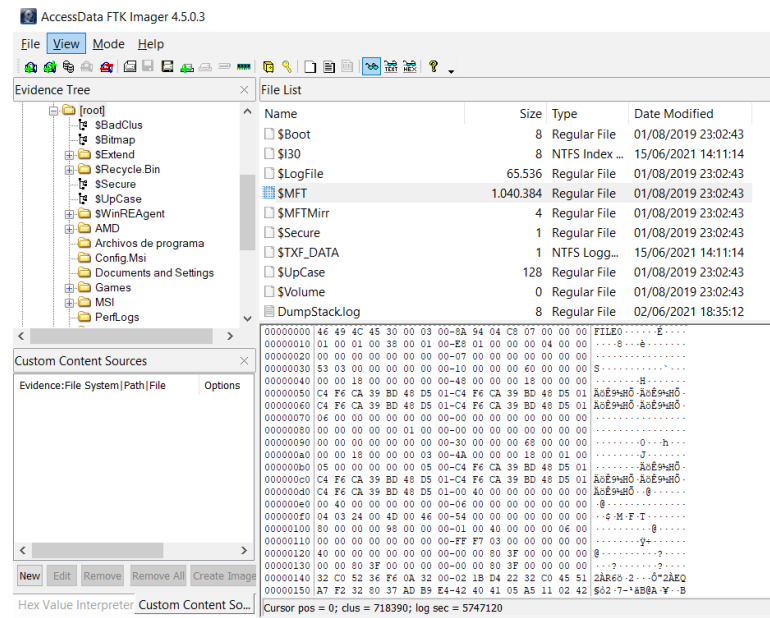 AccessData FTK Imager 4.5.0.3
File View Mode Help
Evidence Tree
[root]
$BadClus
$Bitmap
$Extend
$Recycle.Bin
$Secure
$UpCase
$WinREAgent
AMD
Archivos de programa
Config.Msi
Documents and Settings
Games
MSI
PerfLogs
Custom Content Sources
Evidence:File System|Path|File Options
New Edit Remove Remove All Create Image
Hex Value Interpreter Custom Content So...
File List
Name Size Type Date Modified
$Boot 8 Regular File 01/08/2019 23:02:43
$I30 8 NTFS Index ... 15/06/2021 14:11:14
$LogFile 65.536 Regular File 01/08/2019 23:02:43
$MFT 1.040.384 Regular File 01/08/2019 23:02:43
$MFTMirr 4 Regular File 01/08/2019 23:02:43
$Secure 1 Regular File 01/08/2019 23:02:43
$TXF_DATA 1 NTFS Logg... 15/06/2021 14:11:14
$UpCase 128 Regular File 01/08/2019 23:02:43
$Volume 0 Regular File 01/08/2019 23:02:43
DumpStack.log 8 Regular File 02/06/2021 18:35:12
00000000 46 49 4C 45 30 00 03 00-8A 94 04 C8 07 00 00 00 FILE0·······È····
00000010 01 00 01 00 38 00 01 00-E8 01 00 00 00 04 00 00 ····8···è·······
00000020 00 00 00 00 00 00 00 00-07 00 00 00 00 00 00 00 ················
00000030 53 03 00 00 00 00 00 00-10 00 00 00 60 00 00 00 S···········`···
00000040 00 00 18 00 00 00 00 00-48 00 00 00 18 00 00 00 ········H·······
00000050 C4 F6 CA 39 BD 48 D5 01-C4 F6 CA 39 BD 48 D5 01 ÄöÊ9½HÕ·ÄöÊ9½HÕ·
00000060 C4 F6 CA 39 BD 48 D5 01-C4 F6 CA 39 BD 48 D5 01 ÄöÊ9½HÕ·ÄöÊ9½HÕ·
00000070 06 00 00 00 00 00 00 00-00 00 00 00 00 00 00 00 ················
00000080 00 00 00 00 00 01 00 00-00 00 00 00 00 00 00 00 ················
00000090 00 00 00 00 00 00 00 00-30 00 00 00 68 00 00 00 ········0···h···
000000a0 00 00 18 00 00 00 03 00-4A 00 00 00 18 00 01 00 ········J·······
000000b0 05 00 00 00 00 00 05 00-C4 F6 CA 39 BD 48 D5 01 ········ÄöÊ9½HÕ·
000000c0 C4 F6 CA 39 BD 48 D5 01-C4 F6 CA 39 BD 48 D5 01 ÄöÊ9½HÕ·ÄöÊ9½HÕ·
000000d0 C4 F6 CA 39 BD 48 D5 01-00 40 00 00 00 00 00 00 ÄöÊ9½HÕ··@······
000000e0 00 40 00 00 00 00 00 00-06 00 00 00 00 00 00 00 ·@··············
000000f0 04 03 24 00 4D 00 46 00-54 00 00 00 00 00 00 00 ··$·M·F·T·······
00000100 80 00 00 00 98 00 00 00-01 00 40 00 00 00 06 00 ··········@·····
00000110 00 00 00 00 00 00 00 00-FF F7 03 00 00 00 00 00 ········ÿ÷······
00000120 40 00 00 00 00 00 00 00-00 00 80 3F 00 00 00 00 @··········?····
00000130 00 00 80 3F 00 00 00 00-00 00 80 3F 00 00 00 00 ···?·······?····
00000140 32 C0 52 36 F6 0A 32 00-02 1B D4 22 32 C0 45 51 2ÀR6ö·2···Ô"2ÀEQ
00000150 A7 F2 32 80 37 AD B9 E4-42 40 41 05 A5 11 02 42 §ò2·7-¹äB@A·¥··B
Cursor pos = 0; clus = 718390; log sec = 5747120